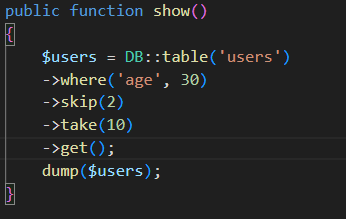 public function show()
{
    $users = DB::table('users')
    ->where('age', 30)
    ->skip(2)
    ->take(10)
    ->get();
    dump($users);
}